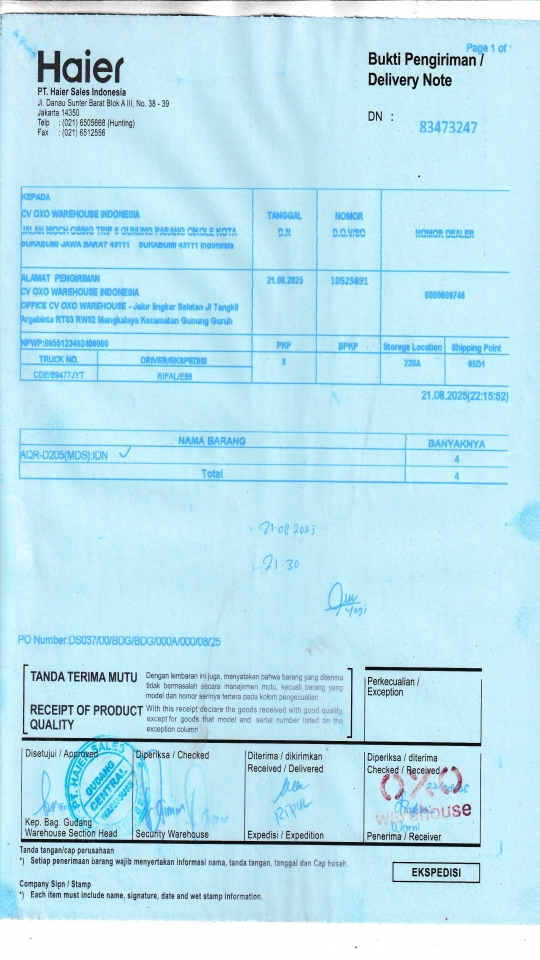 Page 1 of
Haier
Bukti Pengiriman /
Delivery Note
PT. Haier Sales Indonesia
Jl. Danau Sunter Barat Blok A III, No. 38 - 39
Jakarta 14350
Telp : (021) 6505668 (Hunting)
Fax : (021) 6512556
DN : 83473247
KEPADA
CV OXO WAREHOUSE INDONESIA
JALAN MOCH OBING TRIP 5 GUNUNG PARANG CIKOLE KOTA
SUKABUMI JAWA BARAT 43111 SUKABUMI 43111 Indonesia
TANGGAL
D.N
NOMOR
D.O.V/SO
NOMOR DEALER
ALAMAT PENGIRIMAN
CV OXO WAREHOUSE INDONESIA
OFFICE CV OXO WAREHOUSE - Jalur lingkar Selatan Jl Tangkil
Argabinta RT03 RW02 Mangkalaya Kecamatan Gunung Guruh
21.08.2025
10525891
0000609746
NPWP:0955123492406000
PKP
BPKP
Storege Location
Shipping Point
TRUCK NO.
DRIVER/EKSPEDISI
X
220A
65D1
CDE/B9477JYT
RIFAL/E98
21.08.2025(22:15:52)
NAMA BARANG
BANYAKNYA
AQR-D205(MDS):IDN
4
Total
4
21.08 2025
21.30
Yogi
PO Number:DS037/00/BDG/BDG/000A/000/08/25
TANDA TERIMA MUTU
Dengan lembaran ini juga, menyatakan bahwa barang yang diterima
tidak bermasalah secara manajemen mutu, kecuali barang yang
model dan nomor serinya tertera pada kolom pengecualian
RECEIPT OF PRODUCT
QUALITY
With this receipt declare the goods received with good quality,
except for goods that model and serial number listed on the
exception column
Perkecualian /
Exception
Disetujui / Approved
Diperiksa / Checked
Diterima / dikirimkan
Received / Delivered
Diperiksa / diterima
Checked / Received
PT. HAIER SALES
GUDANG
CENTRAL
WAREHOUSE
OXO
warehouse
Kep. Bag. Gudang
Warehouse Section Head
Security Warehouse
Expedisi / Expedition
Penerima / Receiver
Tanda tangan/cap perusahaan
*) Setiap penerimaan barang wajib menyertakan informasi nama, tanda tangan, tanggal dan Cap basah.
EKSPEDISI
Company Sign / Stamp
*) Each item must include name, signature, date and wet stamp information.